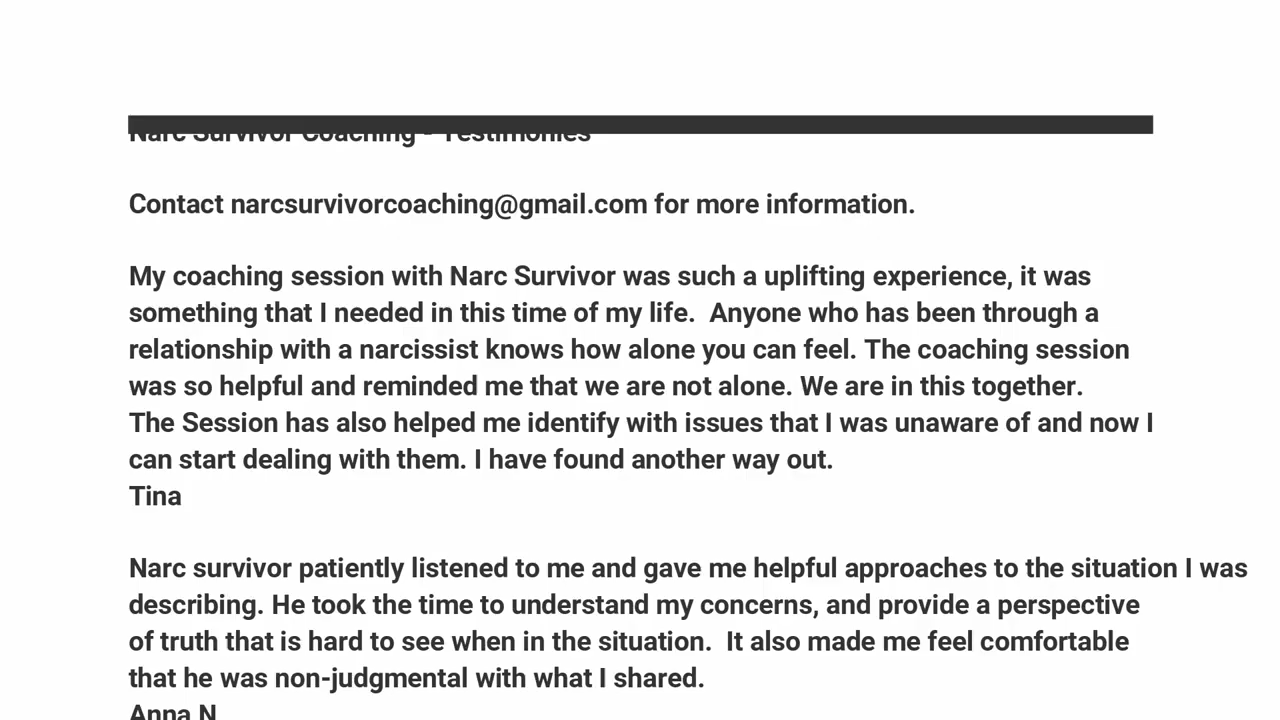 Narc Survivor Coaching - Testimonies
Contact narcsurvivorcoaching@gmail.com for more information.
My coaching session with Narc Survivor was such a uplifting experience, it was
something that I needed in this time of my life.  Anyone who has been through a
relationship with a narcissist knows how alone you can feel. The coaching session
was so helpful and reminded me that we are not alone. We are in this together.
The Session has also helped me identify with issues that I was unaware of and now I
can start dealing with them. I have found another way out.
Tina
Narc survivor patiently listened to me and gave me helpful approaches to the situation I was
describing. He took the time to understand my concerns, and provide a perspective
of truth that is hard to see when in the situation.  It also made me feel comfortable
that he was non-judgmental with what I shared.
Anna N